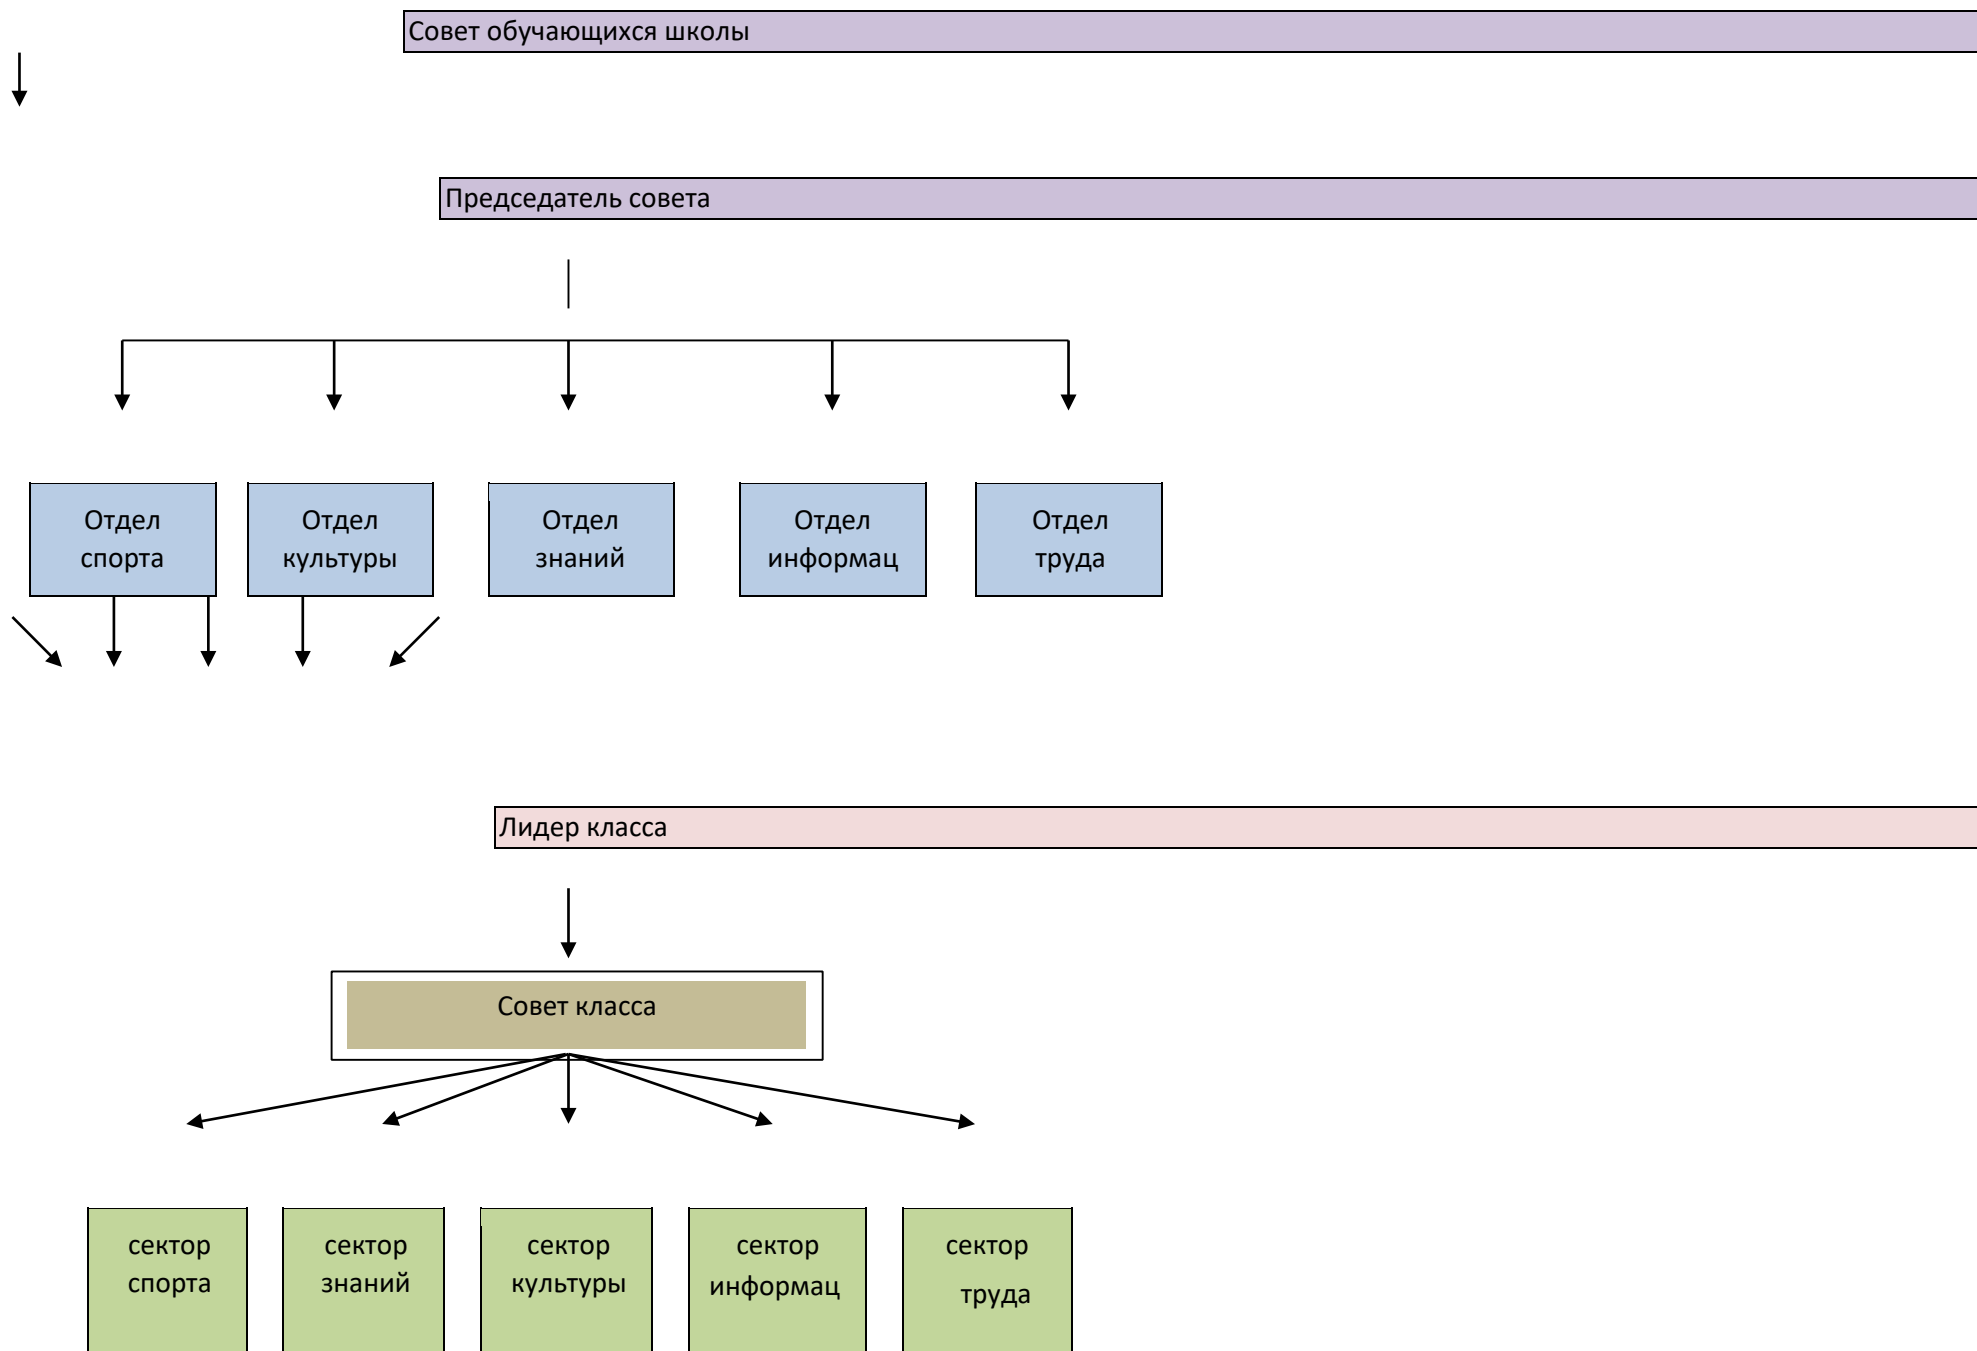 Совет обучающихся школы
Председатель совета
Отдел
спорта
Отдел
культуры
Отдел
знаний
Отдел
информац
Отдел
труда
Лидер класса
Совет класса
сектор
спорта
сектор
знаний
сектор
культуры
сектор
информац
сектор
труда